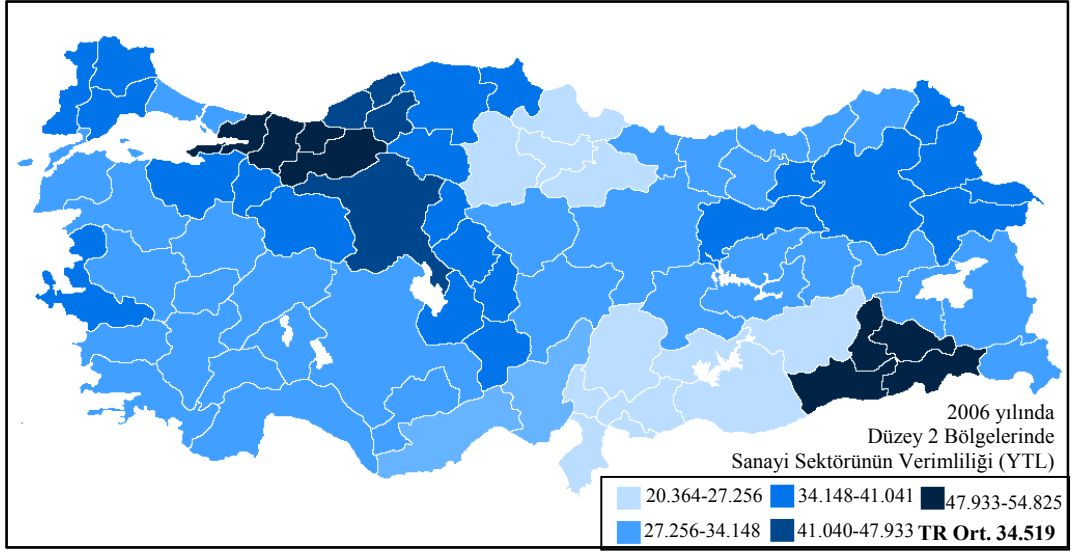 2006 yılında
Düzey 2 Bölgelerinde
Sanayi Sektörünün Verimliliği (YTL)
20.364-27.256 34.148-41.041 47.933-54.825
27.256-34.148 41.040-47.933 TR Ort. 34.519